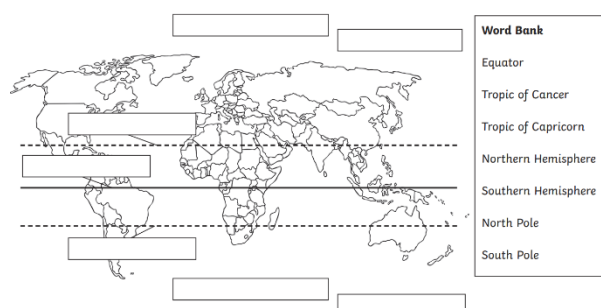 Word Bank
Equator
Tropic of Cancer
Tropic of Capricorn
Northern Hemisphere
Southern Hemisphere
North Pole
South Pole